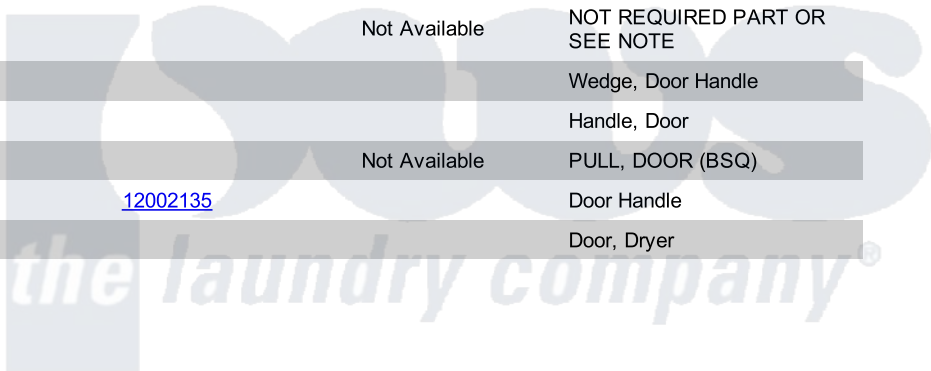 Not Available NOT REQUIRED PART OR
SEE NOTE
Wedge, Door Handle
Handle, Door
Not Available PULL, DOOR (BSQ)
12002135 Door Handle
Door, Dryer
the laundry company®